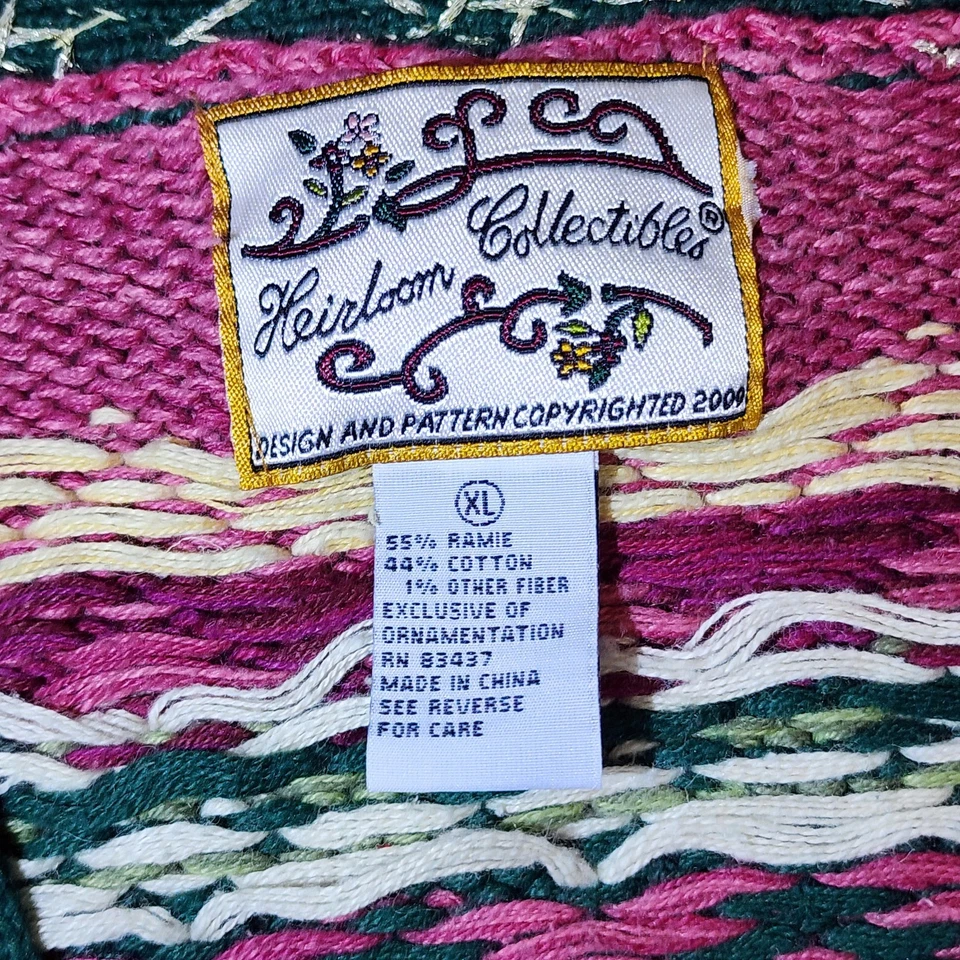 Heirloom Collectibles®
DESIGN AND PATTERN COPYRIGHTED 2000
XL
55% RAMIE
44% COTTON
1% OTHER FIBER
EXCLUSIVE OF
ORNAMENTATION
RN 83437
MADE IN CHINA
SEE REVERSE
FOR CARE